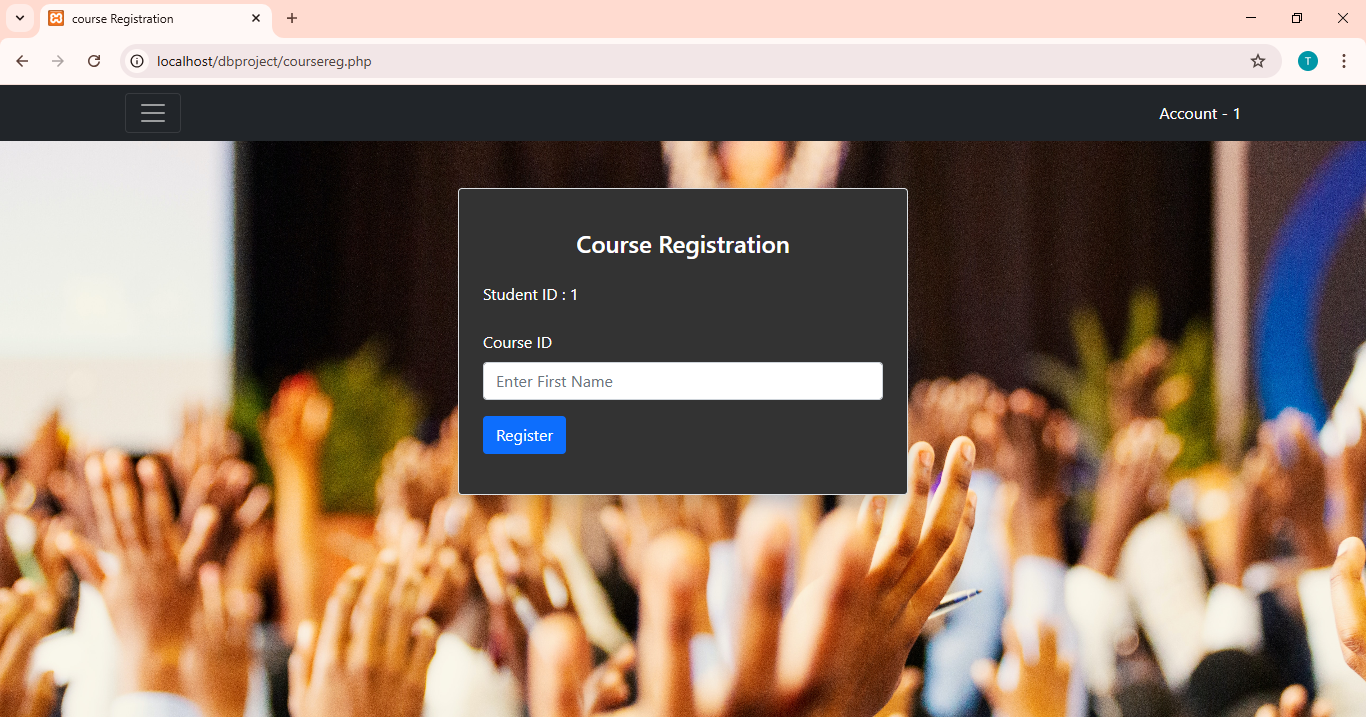 course Registration
localhost/dbproject/coursereg.php
T
Account - 1
Course Registration
Student ID : 1
Course ID
Enter First Name
Register